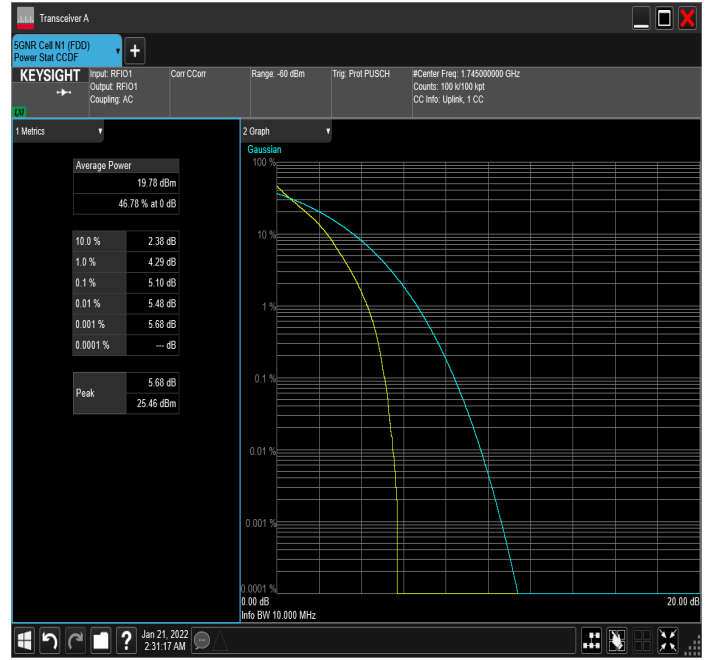 Transceiver A
5GNR Cell N1 (FDD)
Power Stat CCDF
KEYSIGHT
Input: RFIO1
Output: RFIO1
Coupling: AC
Corr CCorr
Range: -60 dBm
Trig: Prot PUSCH
#Center Freq: 1.745000000 GHz
Counts: 100 k/100 kpt
CC Info: Uplink, 1 CC
1 Metrics
Average Power
19.78 dBm
46.78 % at 0 dB
10.0 % 2.38 dB
1.0 % 4.29 dB
0.1 % 5.10 dB
0.01 % 5.48 dB
0.001 % 5.68 dB
0.0001 % --- dB
Peak
5.68 dB
25.46 dBm
2 Graph
Gaussian
100 %
10 %
1 %
0.1 %
0.01 %
0.001 %
0.0001 %
0.00 dB
20.00 dB
Info BW 10.000 MHz
Jan 21, 2022
2:31:17 AM